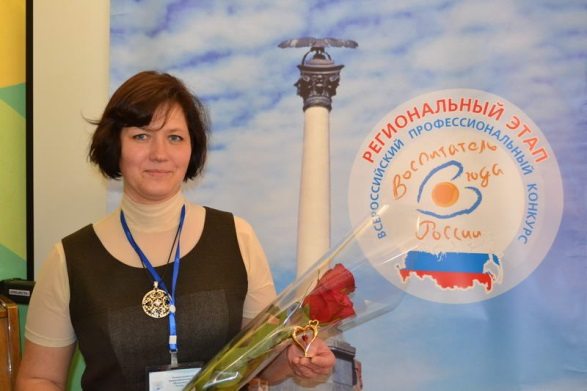 РЕГИОНАЛЬНЫЙ ЭТАП
ВСЕРОССИЙСКИЙ ПРОФЕССИОНАЛЬНЫЙ КОНКУРС
Воспитатель
года
России